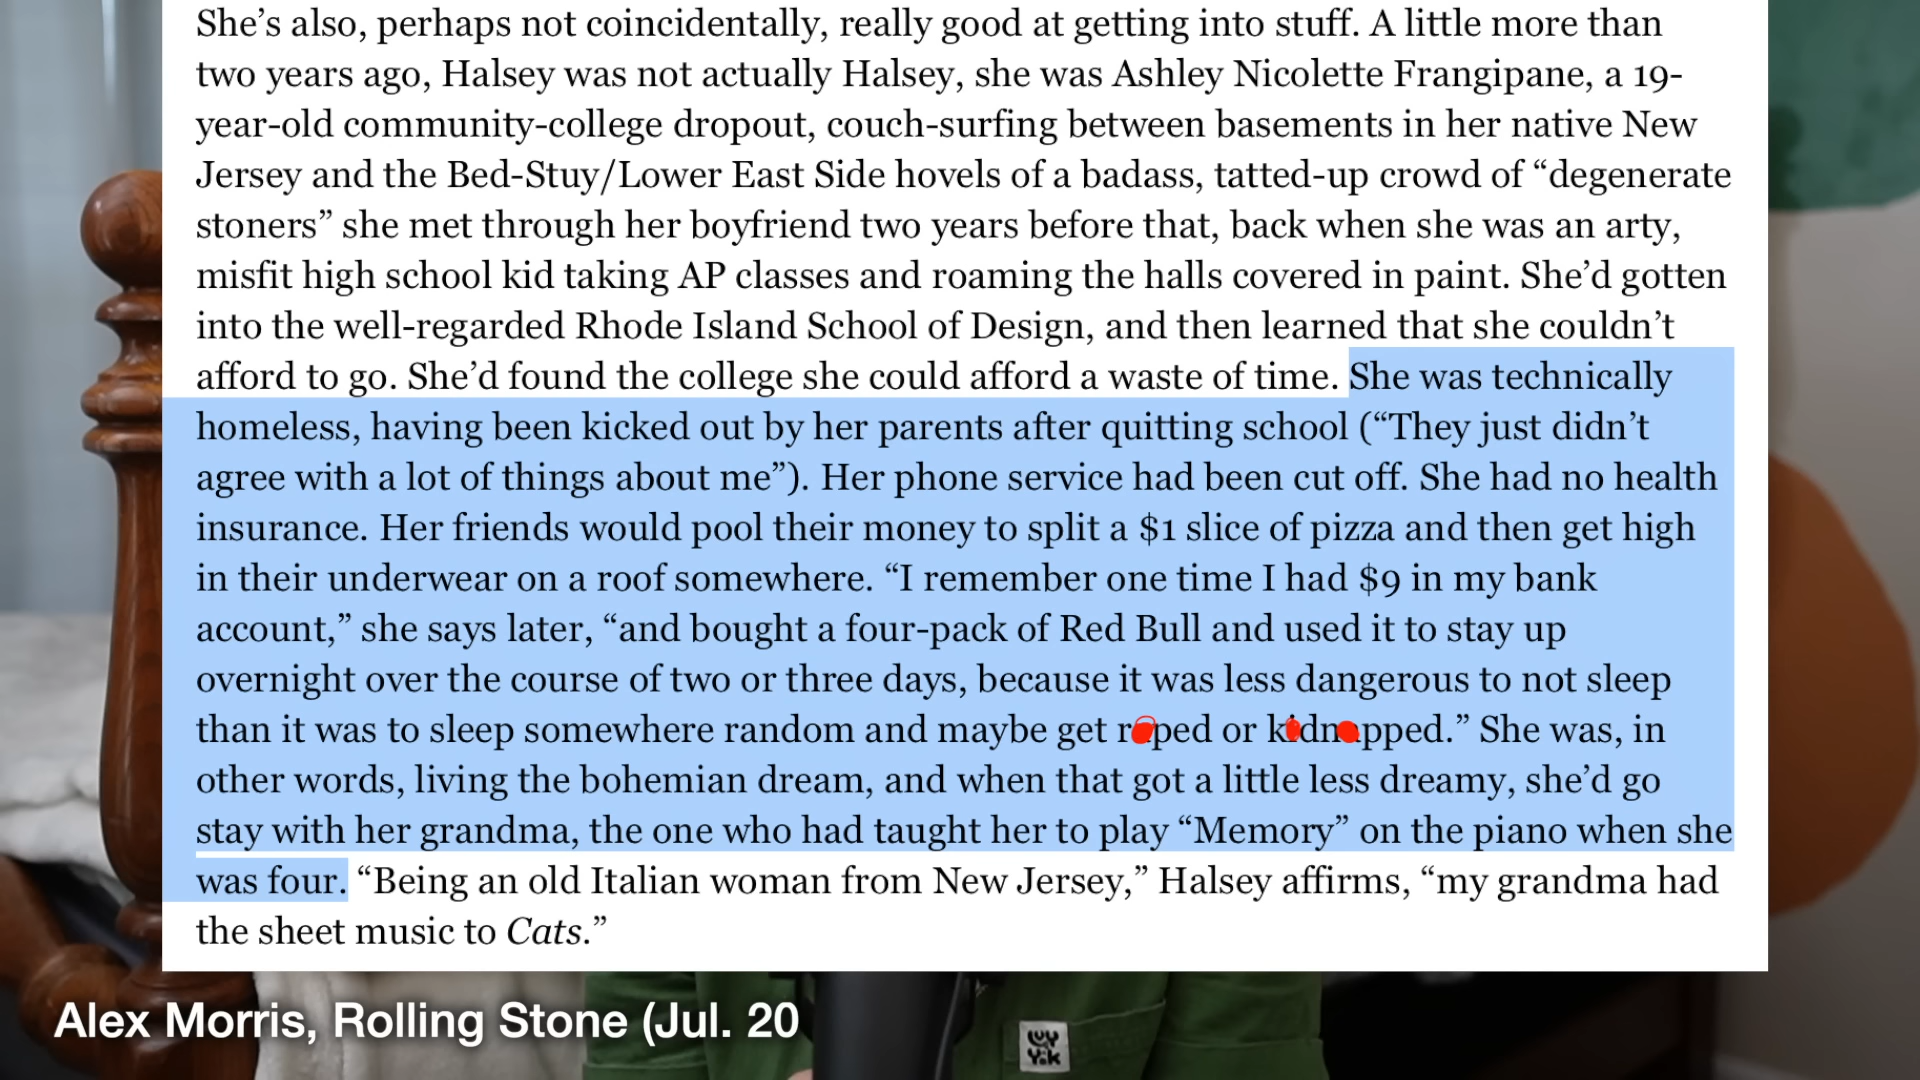 She’s also, perhaps not coincidentally, really good at getting into stuff. A little more than
two years ago, Halsey was not actually Halsey, she was Ashley Nicolette Frangipane, a 19-
year-old community-college dropout, couch-surfing between basements in her native New
Jersey and the Bed-Stuy/Lower East Side hovels of a badass, tatted-up crowd of “degenerate
stoners” she met through her boyfriend two years before that, back when she was an arty,
misfit high school kid taking AP classes and roaming the halls covered in paint. She’d gotten
into the well-regarded Rhode Island School of Design, and then learned that she couldn’t
afford to go. She’d found the college she could afford a waste of time. She was technically
homeless, having been kicked out by her parents after quitting school (“They just didn’t
agree with a lot of things about me”). Her phone service had been cut off. She had no health
insurance. Her friends would pool their money to split a $1 slice of pizza and then get high
in their underwear on a roof somewhere. “I remember one time I had $9 in my bank
account,” she says later, “and bought a four-pack of Red Bull and used it to stay up
overnight over the course of two or three days, because it was less dangerous to not sleep
than it was to sleep somewhere random and maybe get raped or kidnapped.” She was, in
other words, living the bohemian dream, and when that got a little less dreamy, she’d go
stay with her grandma, the one who had taught her to play “Memory” on the piano when she
was four. “Being an old Italian woman from New Jersey,” Halsey affirms, “my grandma had
the sheet music to Cats.”
Alex Morris, Rolling Stone (Jul. 20